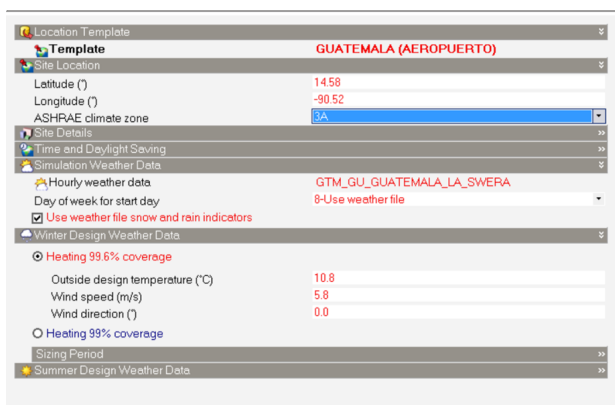 Location Template
Template GUATEMALA (AEROPUERTO)
Site Location
Latitude (°) 14.58
Longitude (°) -90.52
ASHRAE climate zone 3A
Site Details
Time and Daylight Saving
Simulation Weather Data
Hourly weather data GTM_GU_GUATEMALA_LA_SWERA
Day of week for start day 8-Use weather file
Use weather file snow and rain indicators
Winter Design Weather Data
Heating 99.6% coverage
Outside design temperature (°C) 10.8
Wind speed (m/s) 5.8
Wind direction (°) 0.0
Heating 99% coverage
Sizing Period
Summer Design Weather Data